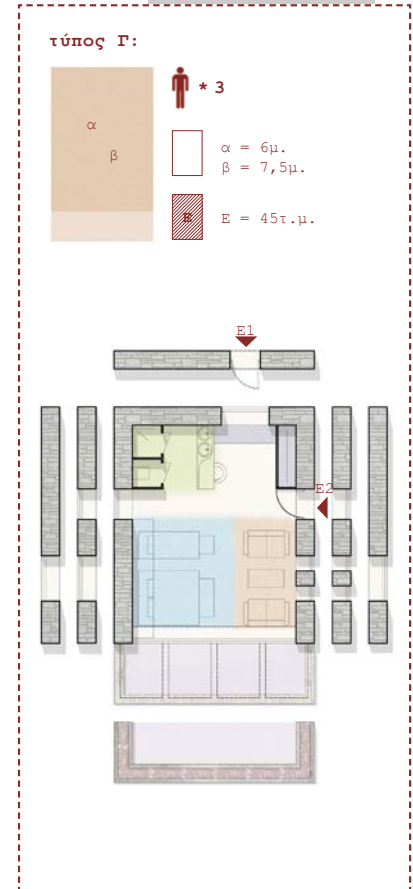 τύπος Γ:
* 3
α
β
α = 6μ.
β = 7,5μ.
Ε
Ε = 45τ.μ.
Ε1
Ε2